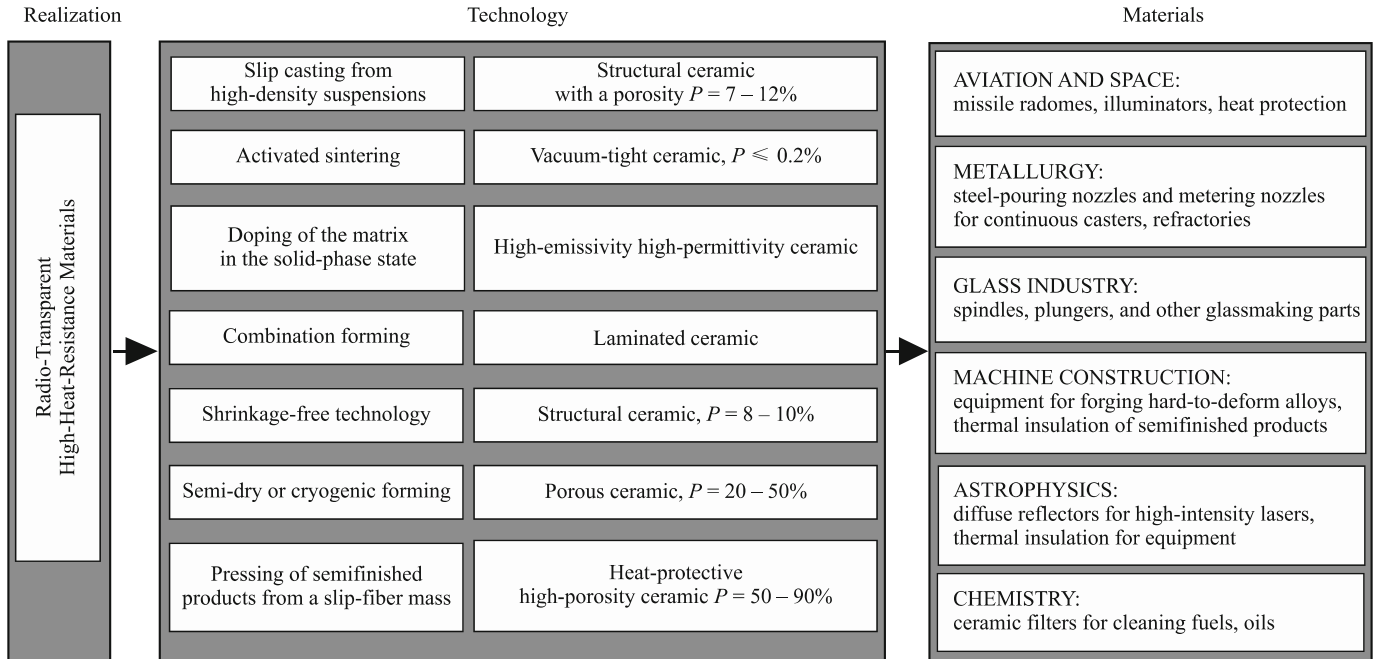 Realization
Technology
Materials
Radio-Transparent
High-Heat-Resistance Materials
Slip casting from
high-density suspensions
Structural ceramic
with a porosity P = 7 – 12%
Activated sintering
Vacuum-tight ceramic, P ⩽ 0.2%
Doping of the matrix
in the solid-phase state
High-emissivity high-permittivity ceramic
Combination forming
Laminated ceramic
Shrinkage-free technology
Structural ceramic, P = 8 – 10%
Semi-dry or cryogenic forming
Porous ceramic, P = 20 – 50%
Pressing of semifinished
products from a slip-fiber mass
Heat-protective
high-porosity ceramic P = 50 – 90%
AVIATION AND SPACE:
missile radomes, illuminators, heat protection
METALLURGY:
steel-pouring nozzles and metering nozzles
for continuous casters, refractories
GLASS INDUSTRY:
spindles, plungers, and other glassmaking parts
MACHINE CONSTRUCTION:
equipment for forging hard-to-deform alloys,
thermal insulation of semifinished products
ASTROPHYSICS:
diffuse reflectors for high-intensity lasers,
thermal insulation for equipment
CHEMISTRY:
ceramic filters for cleaning fuels, oils